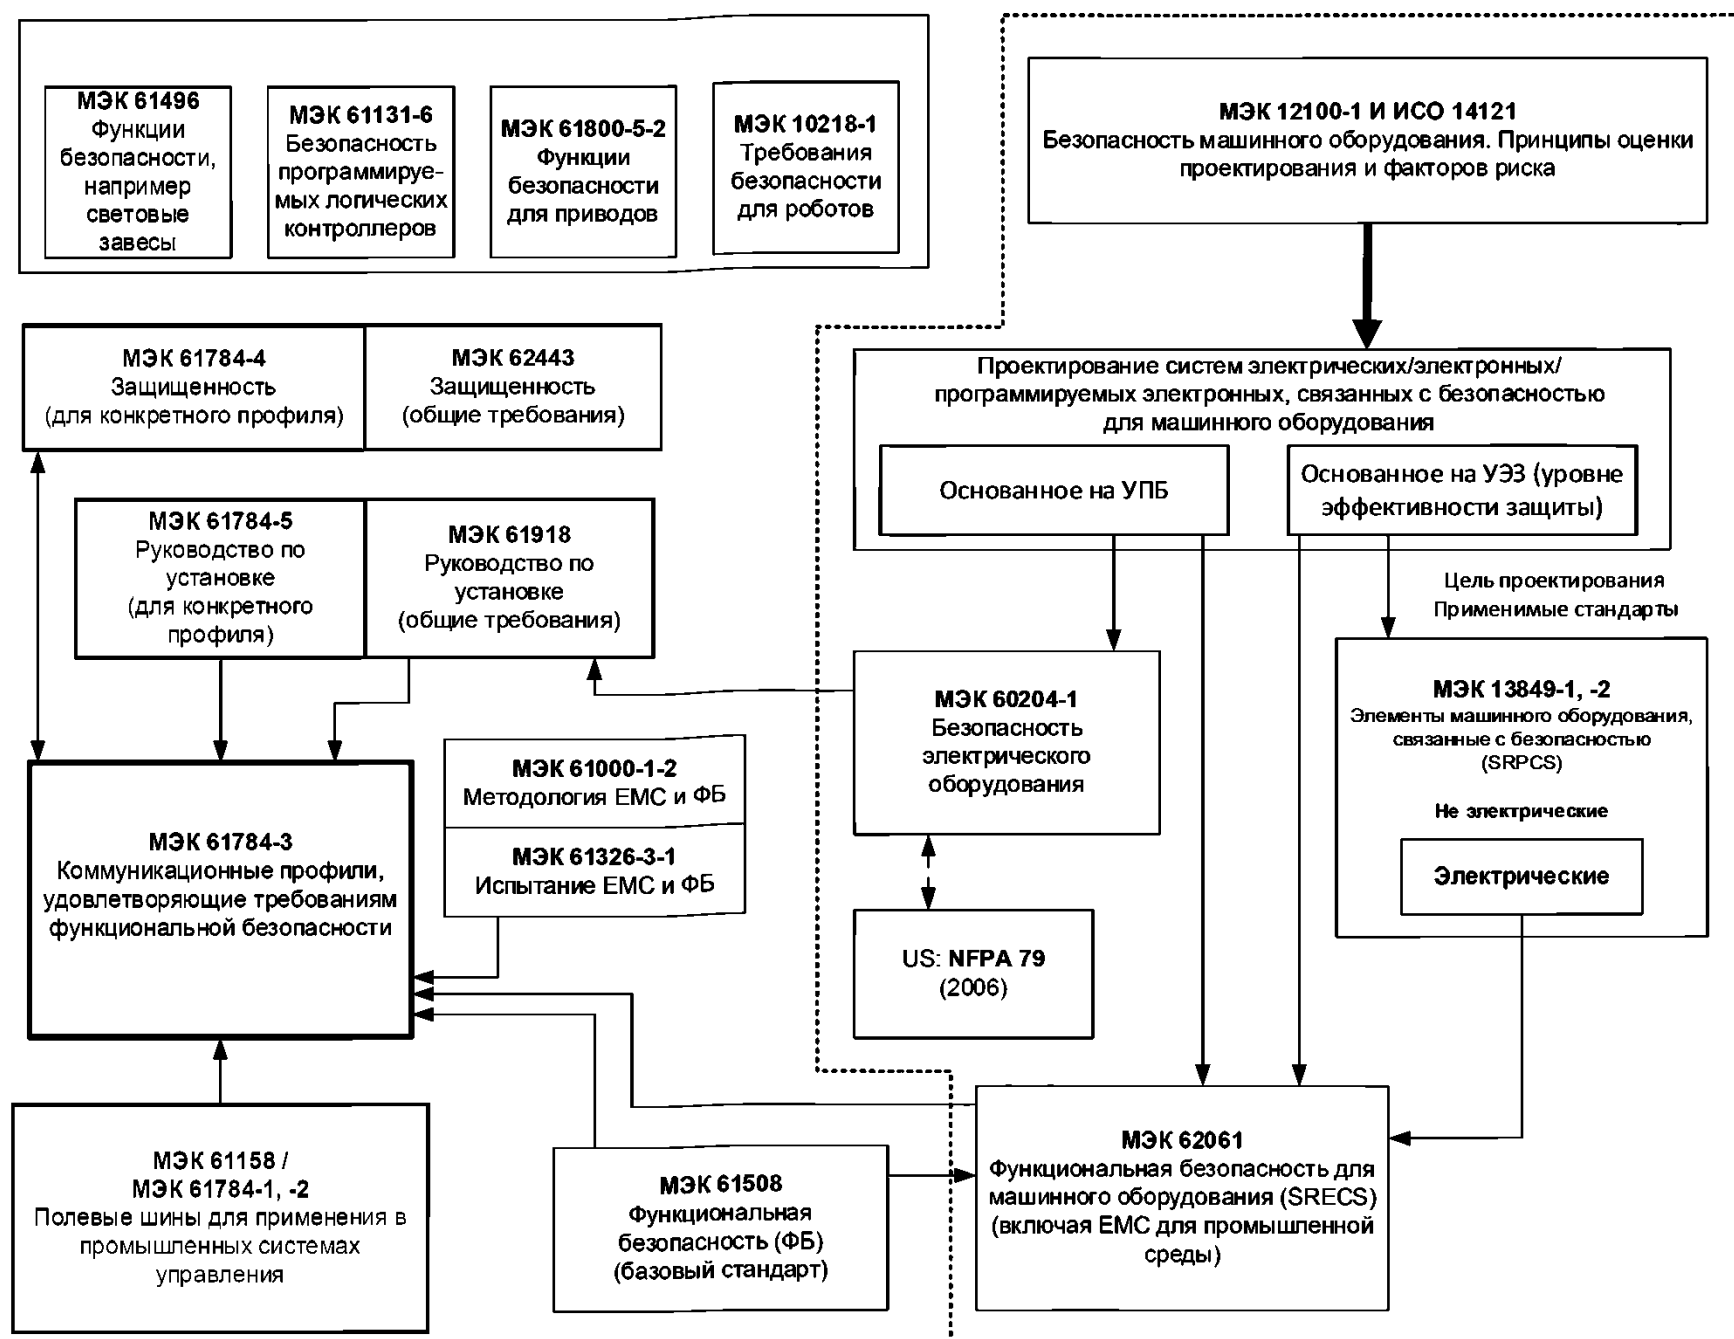 МЭК 61496
Функции
безопасности,
например
световые
завесы
МЭК 61131-6
Безопасность
программируе-
мых логических
контроллеров
МЭК 61800-5-2
Функции
безопасности
для приводов
МЭК 10218-1
Требования
безопасности
для роботов
МЭК 12100-1 И ИСО 14121
Безопасность машинного оборудования. Принципы оценки
проектирования и факторов риска
МЭК 61784-4
Защищенность
(для конкретного профиля)
МЭК 62443
Защищенность
(общие требования)
Проектирование систем электрических/электронных/
программируемых электронных, связанных с безопасностью
для машинного оборудования
Основанное на УПБ
Основанное на УЭЗ (уровне
эффективности защиты)
МЭК 61784-5
Руководство по
установке
(для конкретного
профиля)
МЭК 61918
Руководство по
установке
(общие требования)
Цель проектирования
Применимые стандарты
МЭК 60204-1
Безопасность
электрического
оборудования
МЭК 13849-1, -2
Элементы машинного оборудования,
связанные с безопасностью
(SRPCS)
Не электрические
Электрические
МЭК 61000-1-2
Методология ЕМС и ФБ
МЭК 61326-3-1
Испытание ЕМС и ФБ
МЭК 61784-3
Коммуникационные профили,
удовлетворяющие требованиям
функциональной безопасности
US: NFPA 79
(2006)
МЭК 61158 /
МЭК 61784-1, -2
Полевые шины для применения в
промышленных системах
управления
МЭК 61508
Функциональная
безопасность (ФБ)
(базовый стандарт)
МЭК 62061
Функциональная безопасность для
машинного оборудования (SRECS)
(включая ЕМС для промышленной
среды)